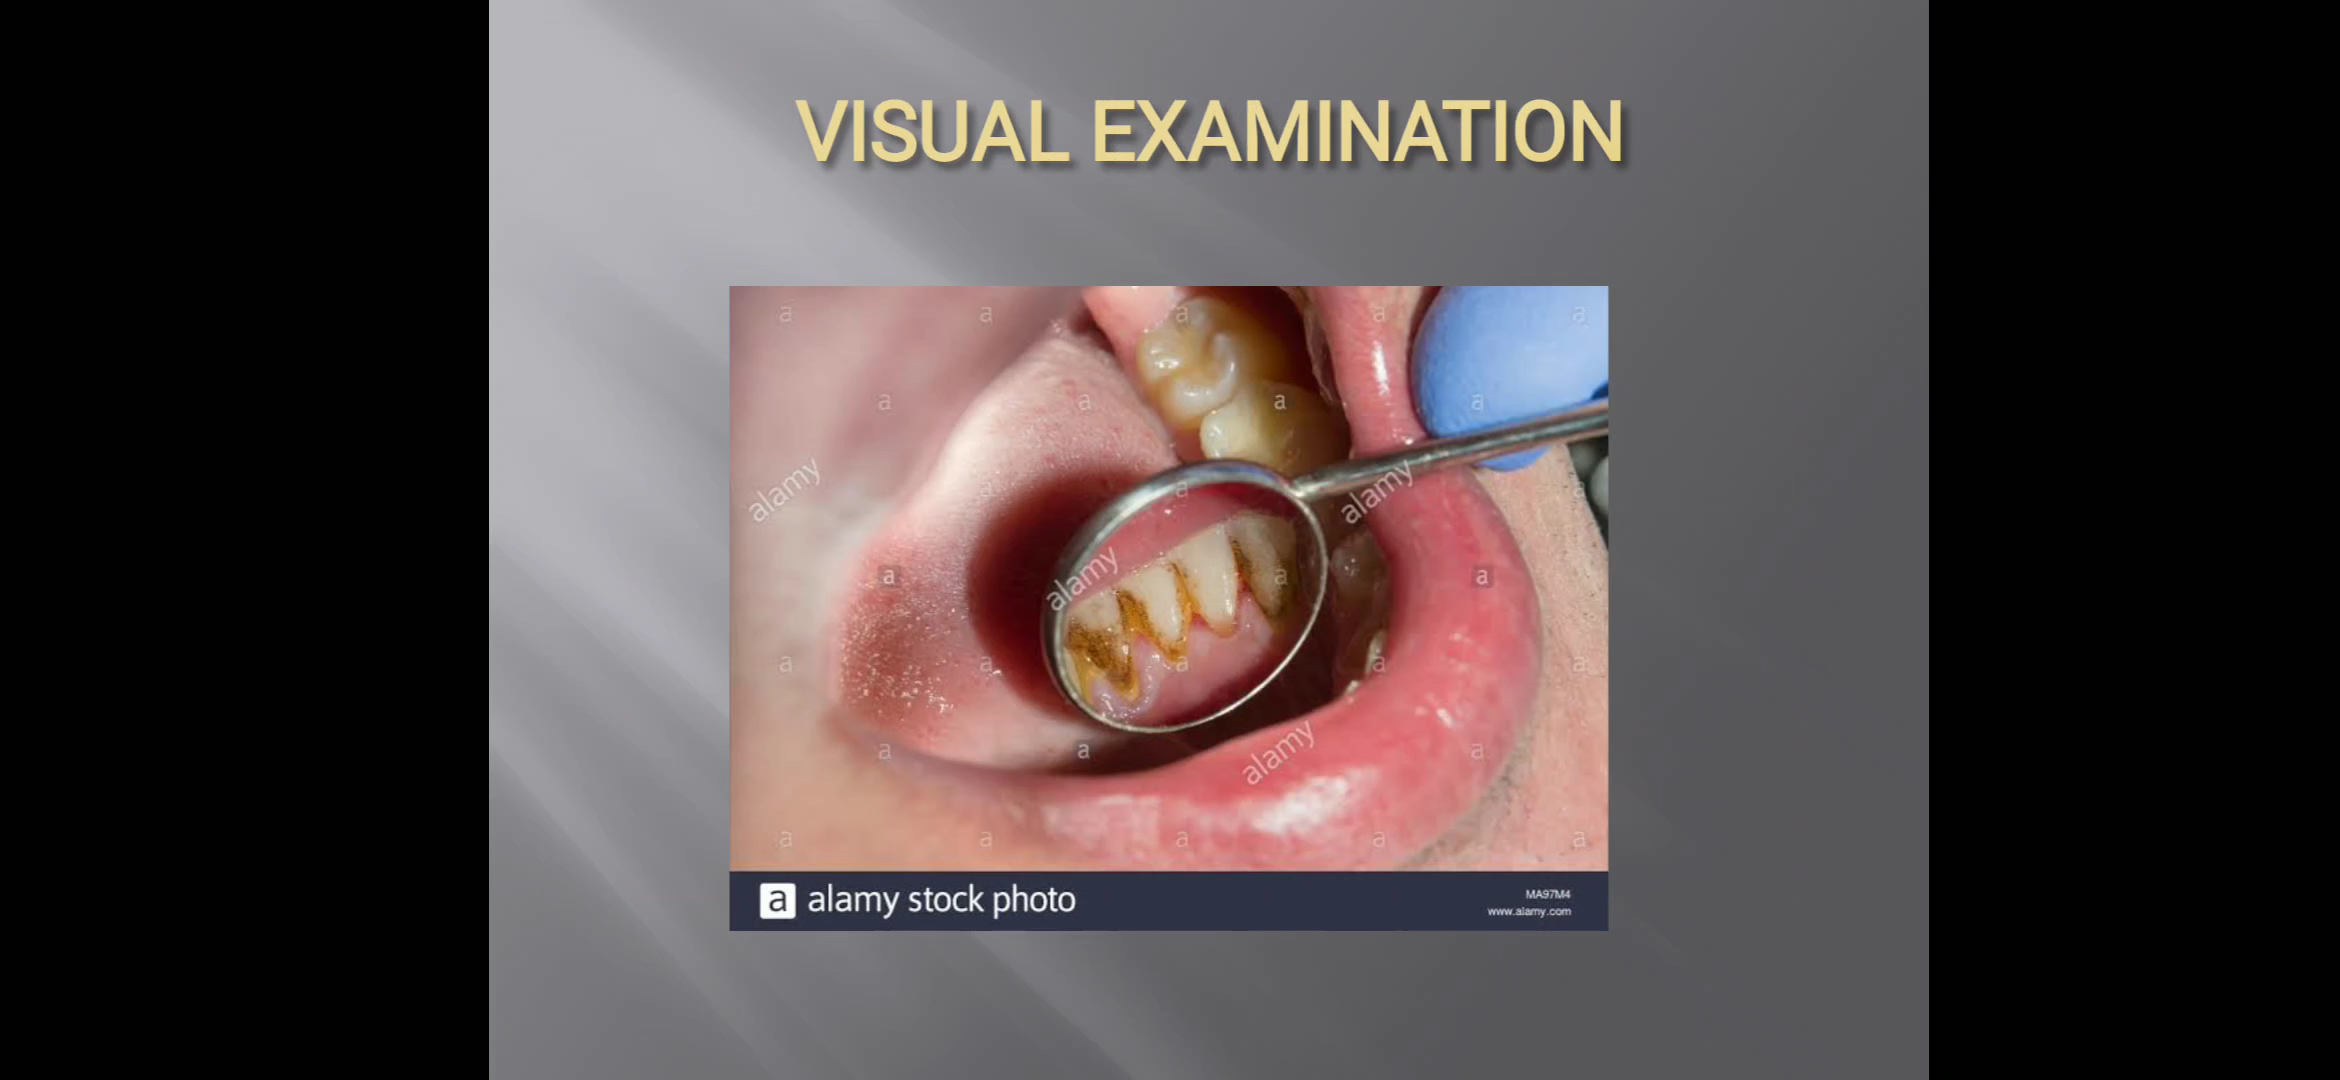 VISUAL EXAMINATION
a a a a a
a a a a
alamy alamy
a a a
alamy
a a a
a a a a a
alamy
a a a
a a a a a
a alamy stock photo
MA97M4
www.alamy.com